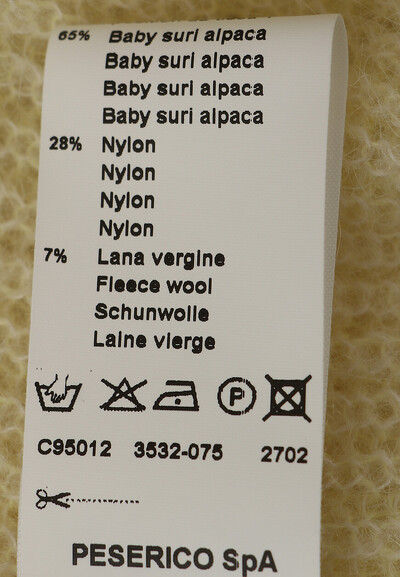 65% Baby suri alpaca
Baby suri alpaca
Baby suri alpaca
Baby suri alpaca
28% Nylon
Nylon
Nylon
Nylon
7% Lana vergine
Fleece wool
Schurwolle
Laine vierge
P
C95012 3532-075 2702
PESERICO SpA